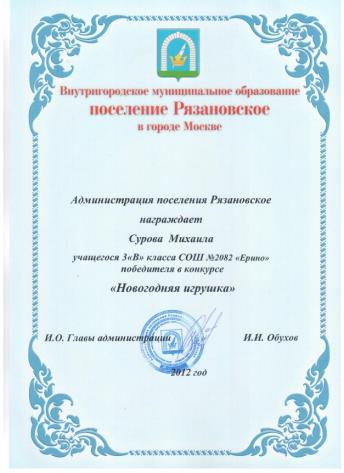 Внутригородское муниципальное образование
поселение Рязановское
в городе Москве
Администрация поселения Рязановское
награждает
Сурова Михаила
учащегося 3«В» класса СОШ №2082 «Ерино»
победителя в конкурсе
«Новогодняя игрушка»
И.О. Главы администрации И.И. Обухов
2012 год